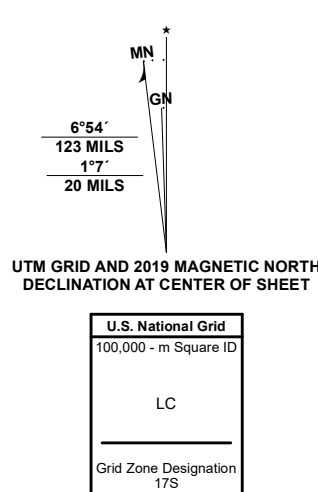 MN
GN
6°54´
123 MILS
1°7´
20 MILS
UTM GRID AND 2019 MAGNETIC NORTH
DECLINATION AT CENTER OF SHEET
U.S. National Grid
100,000 - m Square ID
LC
Grid Zone Designation
17S